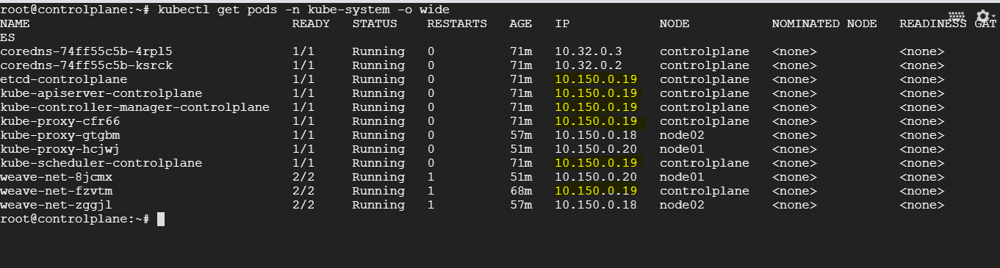 root@controlplane:~# kubectl get pods -n kube-system -o wide
NAME                                   READY   STATUS    RESTARTS   AGE   IP            NODE           NOMINATED NODE   READINESS GAT
ES
coredns-74ff55c5b-4rpl5                1/1     Running   0          71m   10.32.0.3     controlplane   <none>           <none>
coredns-74ff55c5b-ksrck                1/1     Running   0          71m   10.32.0.2     controlplane   <none>           <none>
etcd-controlplane                      1/1     Running   0          71m   10.150.0.19   controlplane   <none>           <none>
kube-apiserver-controlplane            1/1     Running   0          71m   10.150.0.19   controlplane   <none>           <none>
kube-controller-manager-controlplane   1/1     Running   0          71m   10.150.0.19   controlplane   <none>           <none>
kube-proxy-cfr66                       1/1     Running   0          71m   10.150.0.19   controlplane   <none>           <none>
kube-proxy-gtgbm                       1/1     Running   0          57m   10.150.0.18   node02         <none>           <none>
kube-proxy-hcjwj                       1/1     Running   0          51m   10.150.0.20   node01         <none>           <none>
kube-scheduler-controlplane            1/1     Running   0          71m   10.150.0.19   controlplane   <none>           <none>
weave-net-8jcmx                        2/2     Running   1          51m   10.150.0.20   node01         <none>           <none>
weave-net-fzvtm                        2/2     Running   1          68m   10.150.0.19   controlplane   <none>           <none>
weave-net-zggjl                        2/2     Running   1          57m   10.150.0.18   node02         <none>           <none>
root@controlplane:~#